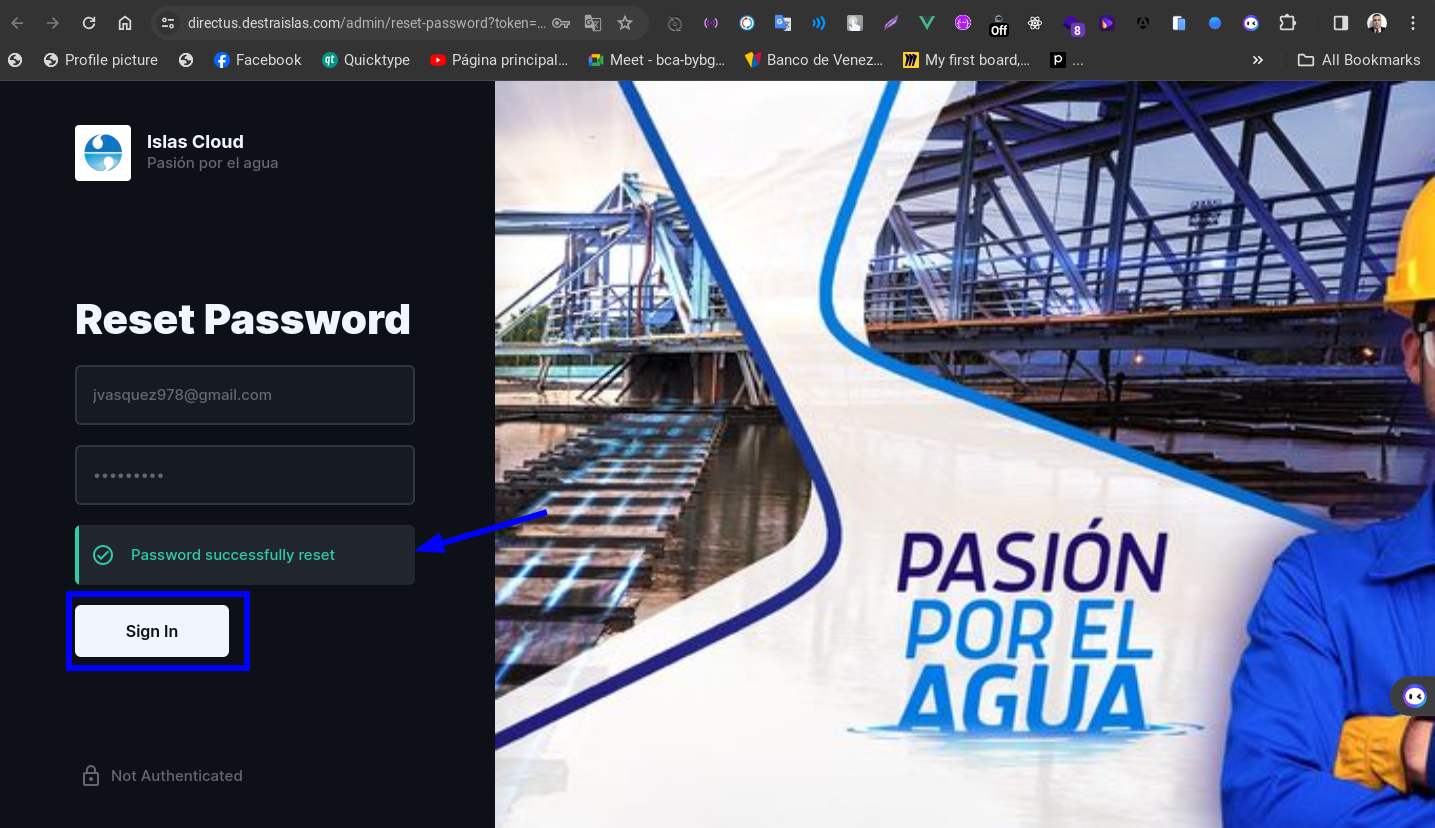 directus.destraislas.com/admin/reset-password?token=...
Off
8
Profile picture
Facebook
qt Quicktype
Página principal...
Meet - bca-bybg...
Banco de Venez...
My first board,...
p ...
»
All Bookmarks
Islas Cloud
Pasión por el agua
Reset Password
jvasquez978@gmail.com
•••••••••
Password successfully reset
Sign In
Not Authenticated
PASIÓN
POR EL
AGUA